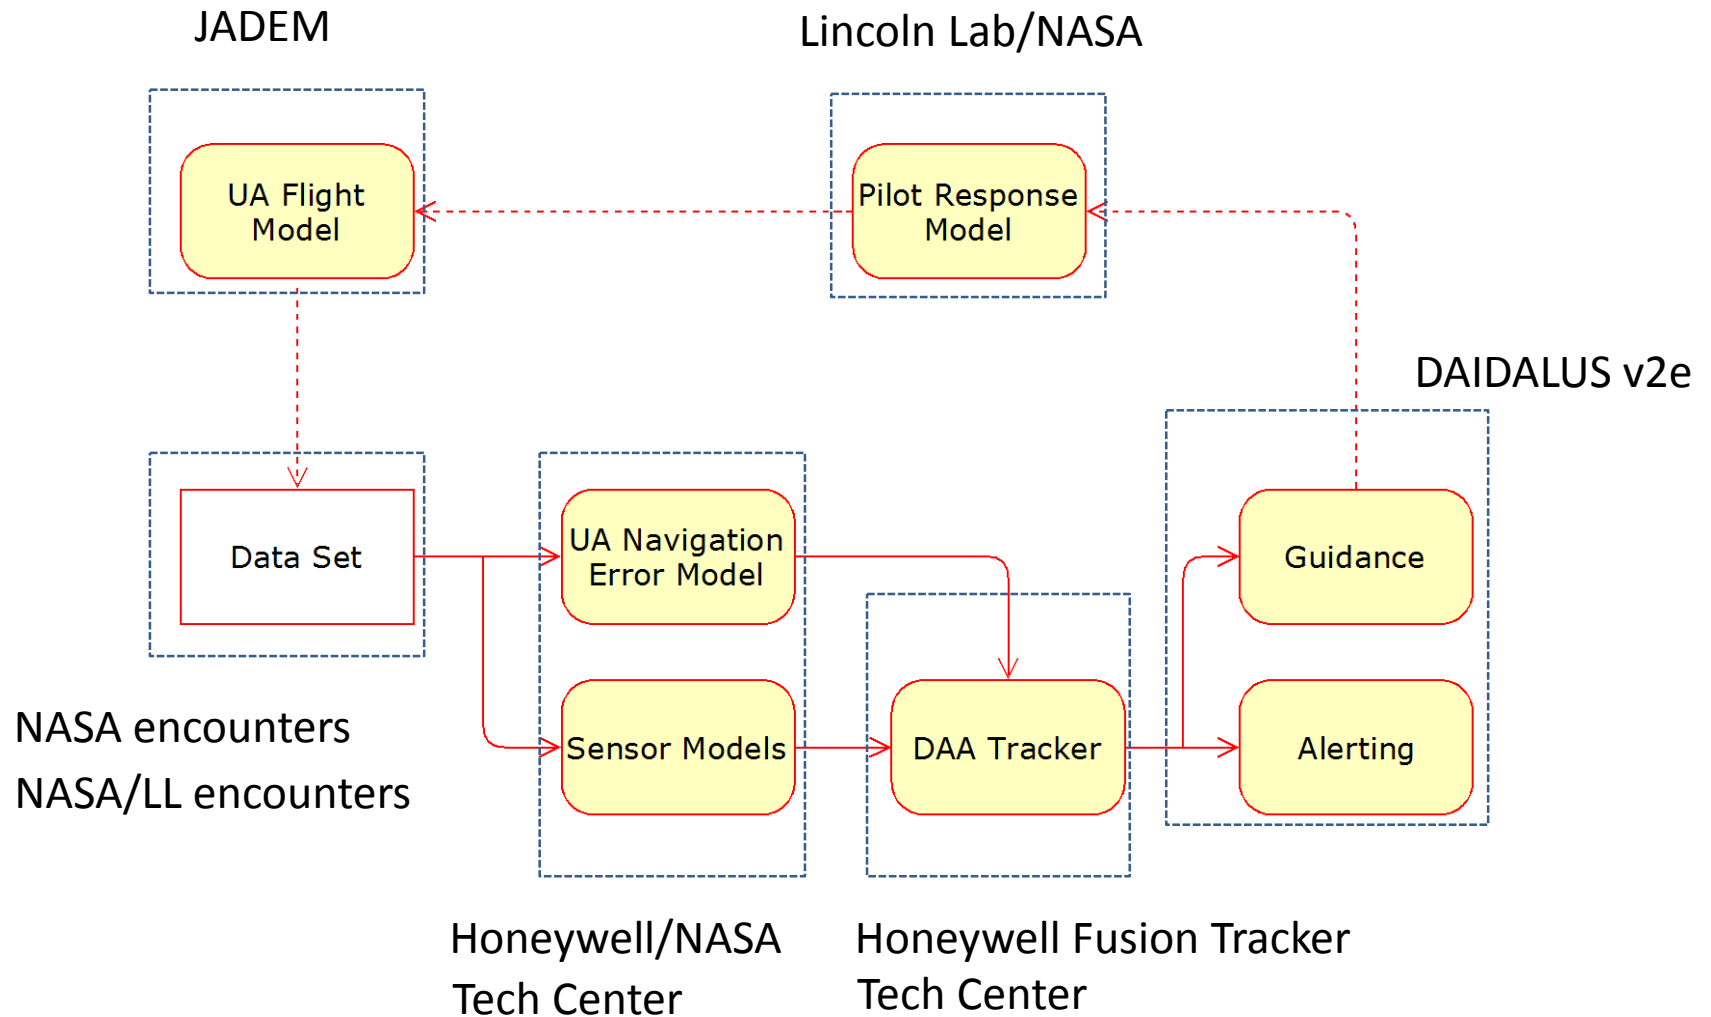 JADEM
Lincoln Lab/NASA
UA Flight
Model
Pilot Response
Model
DAIDALUS v2e
Data Set
UA Navigation
Error Model
Guidance
Sensor Models
DAA Tracker
Alerting
NASA encounters
NASA/LL encounters
Honeywell/NASA
Tech Center
Honeywell Fusion Tracker
Tech Center